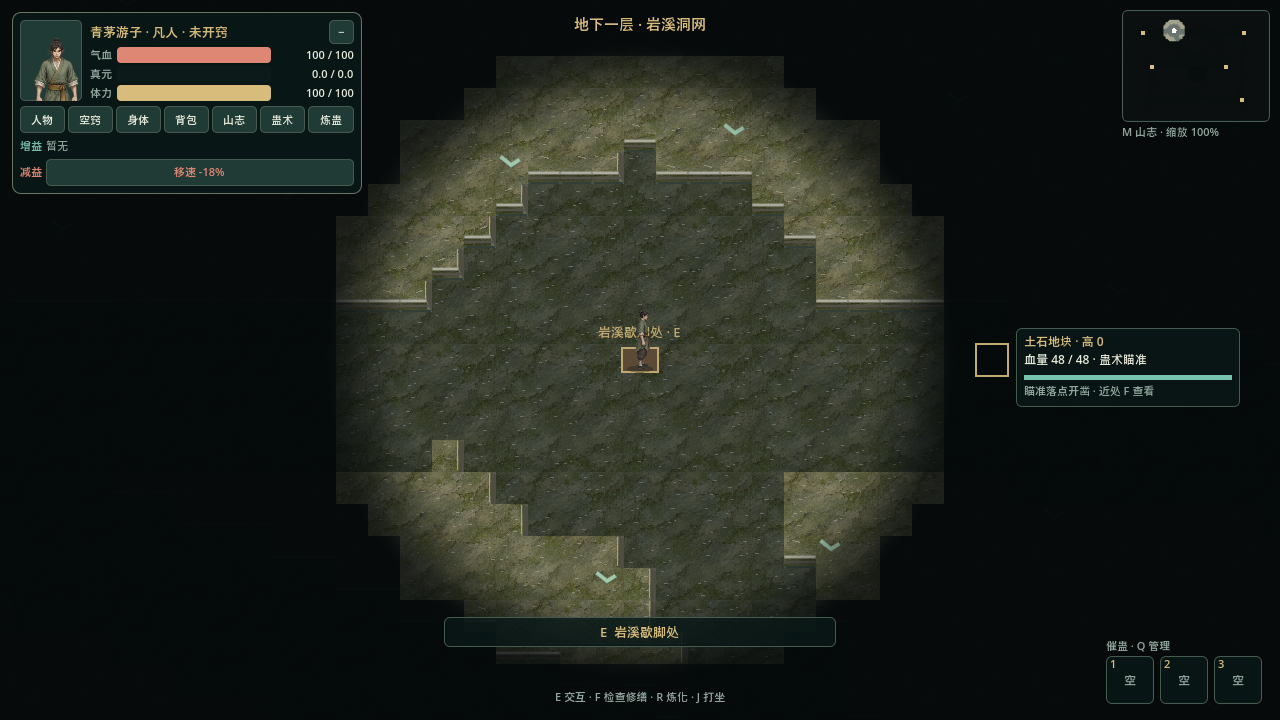 地下一层 · 岩溪洞网
青茅游子 · 凡人 · 未开窍
−
气血 100 / 100
真元 0.0 / 0.0
体力 100 / 100
人物 空窍 身体 背包 山志 蛊术 炼蛊
增益 暂无
减益 移速 -18%
M 山志 · 缩放 100%
岩溪歇脚处 · E
土石地块 · 高 0
血量 48 / 48 · 蛊术瞄准
瞄准落点开凿 · 近处 F 查看
E 岩溪歇脚处
催蛊 · Q 管理
1 空 2 空 3 空
E 交互 · F 检查修缮 · R 炼化 · J 打坐